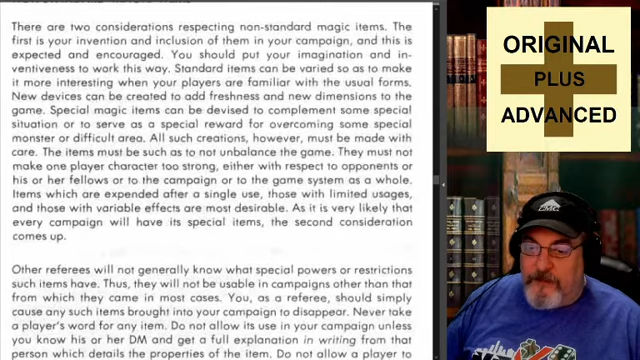 There are two considerations respecting non-standard magic items. The
first is your invention and inclusion of them in your campaign, and this is
expected and encouraged. You should put your imagination and in-
ventiveness to work this way. Standard items can be varied so as to make
it more interesting when your players are familiar with the usual forms.
New devices can be created to add freshness and new dimensions to the
game. Special magic items can be devised to complement some special
situation or to serve as a special reward for overcoming some special
monster or difficult area. All such creations, however, must be made with
care. The items must be such as to not unbalance the game. They must not
make one player character too strong, either with respect to opponents or
his or her fellows or to the campaign or to the game system as a whole.
Items which are expended after a single use, those with limited usages,
and those with variable effects are most desirable. As it is very likely that
every campaign will have its special items, the second consideration
comes up.
Other referees will not generally know what special powers or restrictions
such items have. Thus, they will not be usable in campaigns other than that
from which they came in most cases. You, as a referee, should simply
cause any such items brought into your campaign to disappear. Never take
a player's word for any item. Do not allow its use in your campaign unless
you know his or her DM and get a full explanation in writing from that
person which details the properties of the item. Do not allow a player to
ORIGINAL
PLUS
ADVANCED
GMC